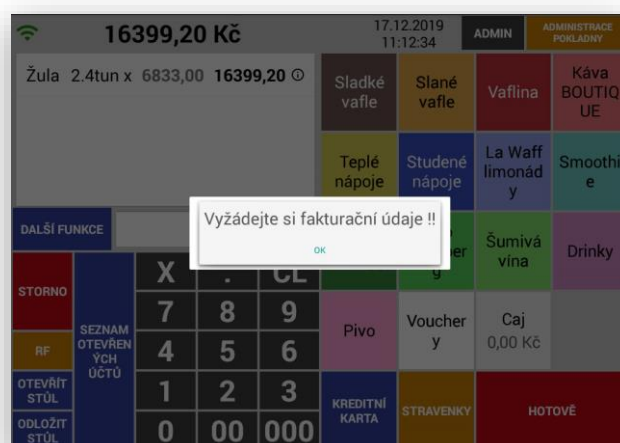 16399,20 Kč
17.12.2019
11:12:34
ADMIN
ADMINISTRACE
POKLADNY
Žula 2.4tun x 6833,00 16399,20
Sladké
vafle
Slané
vafle
Vaflina
Káva
BOUTIQ
UE
Teplé
nápoje
Studené
nápoje
La Waff
limonád
y
Smoothi
e
Vyžádejte si fakturační údaje !!
OK
DALŠÍ FUNKCE
g
Šumivá
vína
Drinky
STORNO
SEZNAM
OTEVŘEN
ÝCH
ÚČTŮ
X
.
CL
7
8
9
Pivo
Voucher
y
Caj
0,00 Kč
RF
4
5
6
OTEVŘÍT
STŮL
1
2
3
KREDITNÍ
KARTA
STRAVENKY
HOTOVĚ
ODLOŽIT
STŮL
0
00
000